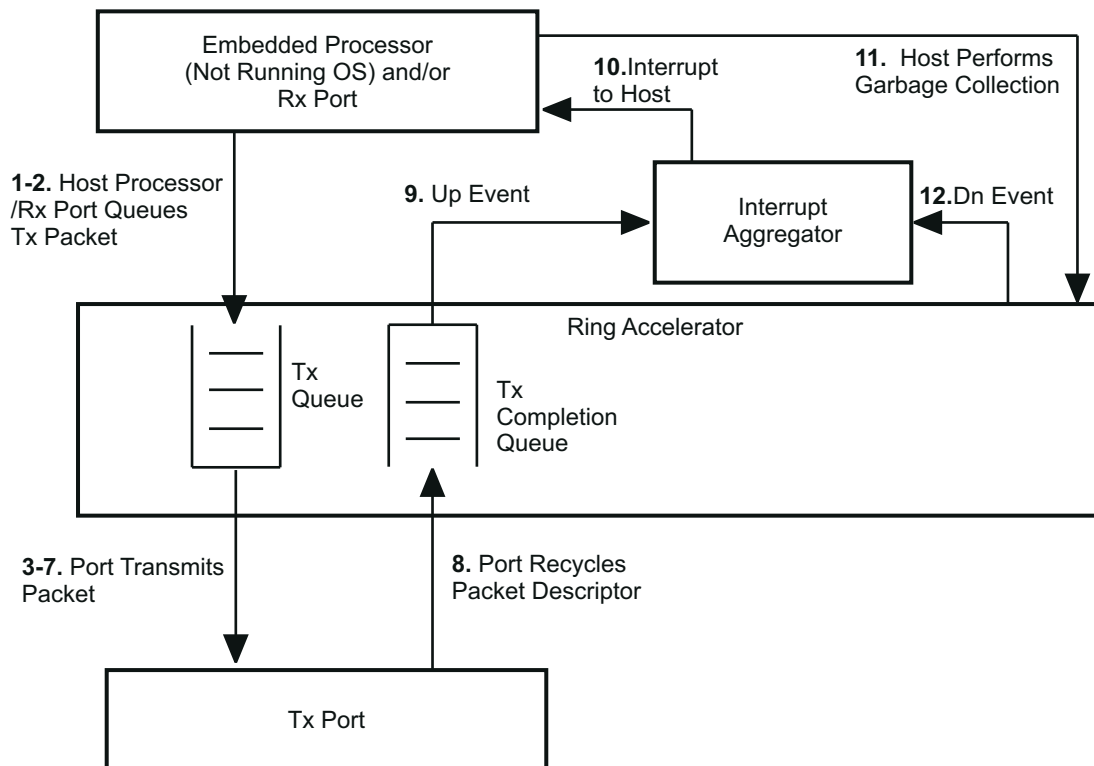 Embedded Processor
(Not Running OS) and/or
Rx Port
10.Interrupt
to Host
11. Host Performs
Garbage Collection
1-2. Host Processor
/Rx Port Queues
Tx Packet
9. Up Event
Interrupt
Aggregator
12.Dn Event
Ring Accelerator
Tx
Queue
Tx
Completion
Queue
3-7. Port Transmits
Packet
8. Port Recycles
Packet Descriptor
Tx Port